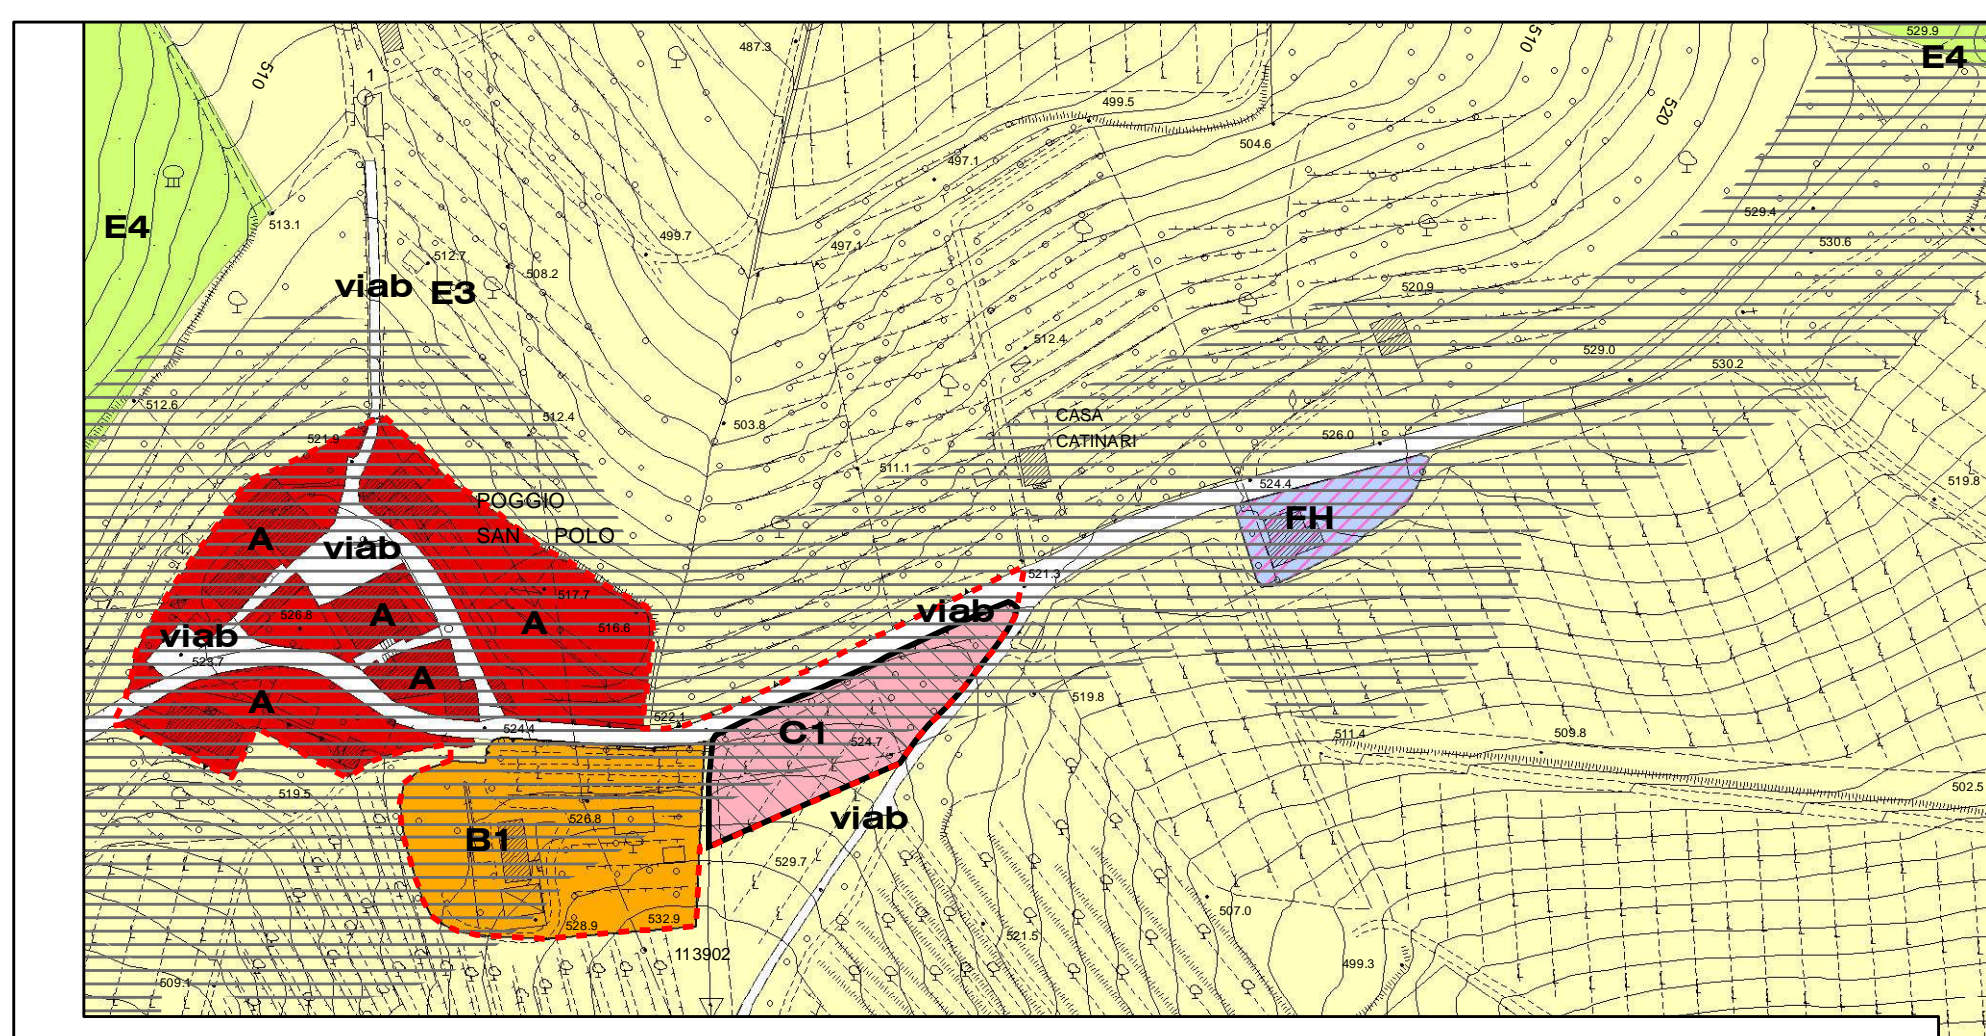 487.3
529.9
E4
510
1
510
499.5
520
504.6
497.1
E4
513.1
529.4
499.7
530.6
497.1
512.7
508.2
viab
E3
520.9
512.4
529.0
530.2
512.6
512.4
CASA
CATINARI
503.8
521.9
526.0
511.1
524.4
519.8
POGGIO
SAN POLO
FH
A
viab
521.3
517.7
526.8
A
A
516.6
viab
viab
523.7
A
519.8
A
522.1
524.4
C1
524.7
511.4
509.8
502.5
519.5
526.8
viab
B1
529.7
507.0
528.9
532.9
521.5
113902
499.3
509.1